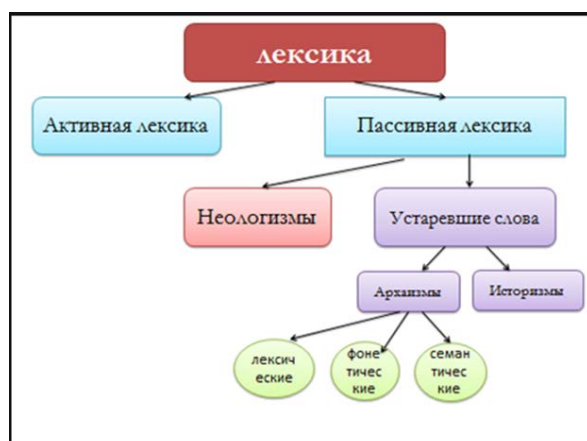 лексика
Активная лексика
Пассивная лексика
Неологизмы
Устаревшие слова
Архаизмы
Историзмы
лексич
еские
фоне
тичес
кие
семан
тичес
кие